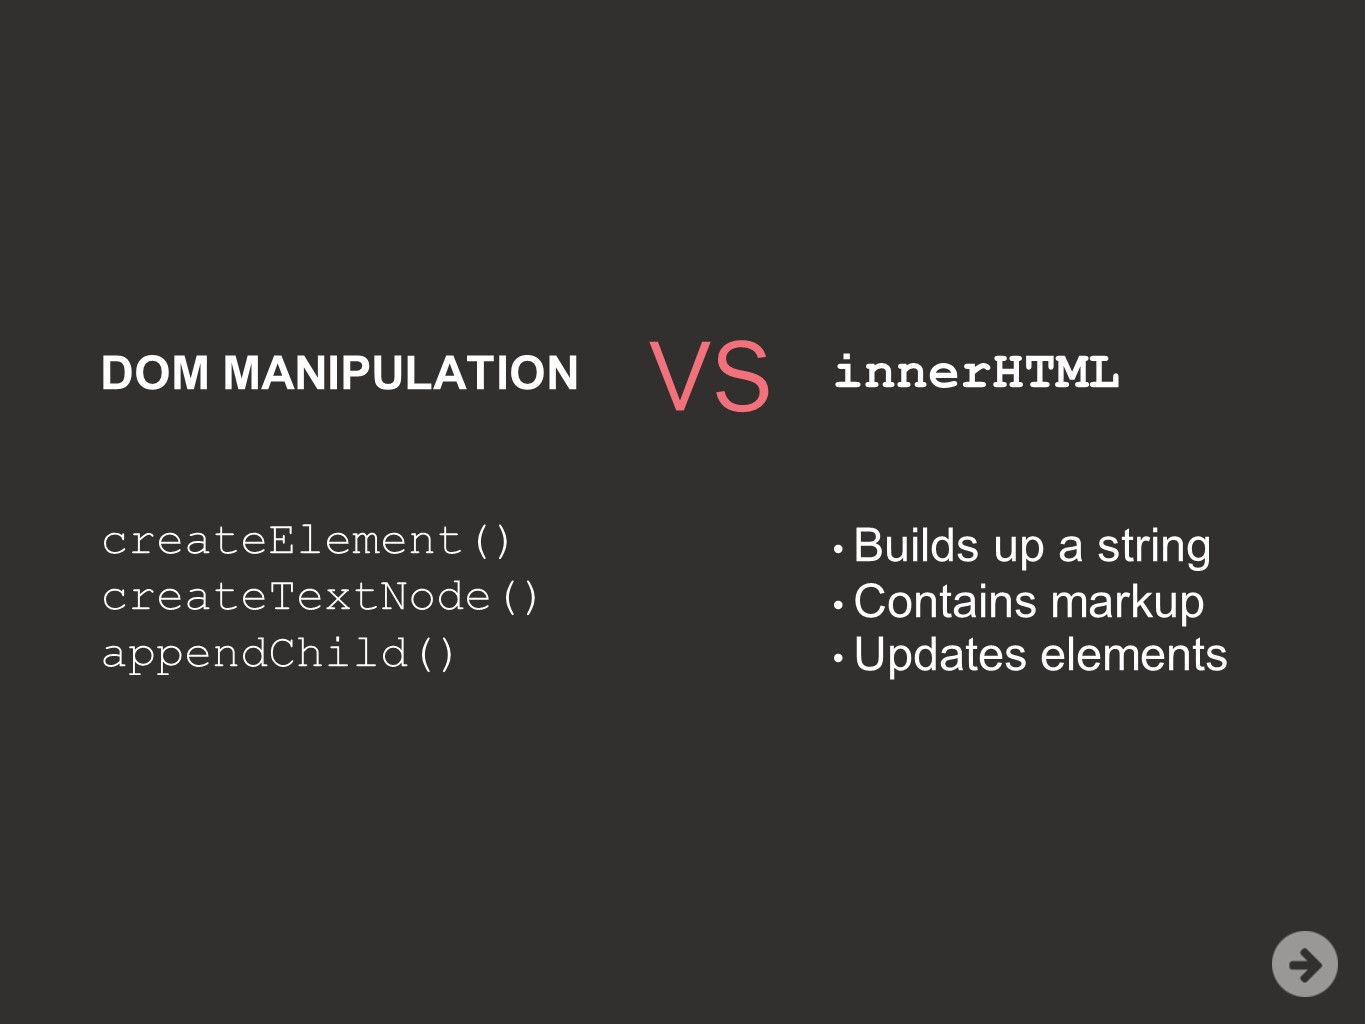 DOM MANIPULATION VS innerHTML
createElement()
createTextNode()
appendChild()
• Builds up a string
• Contains markup
• Updates elements